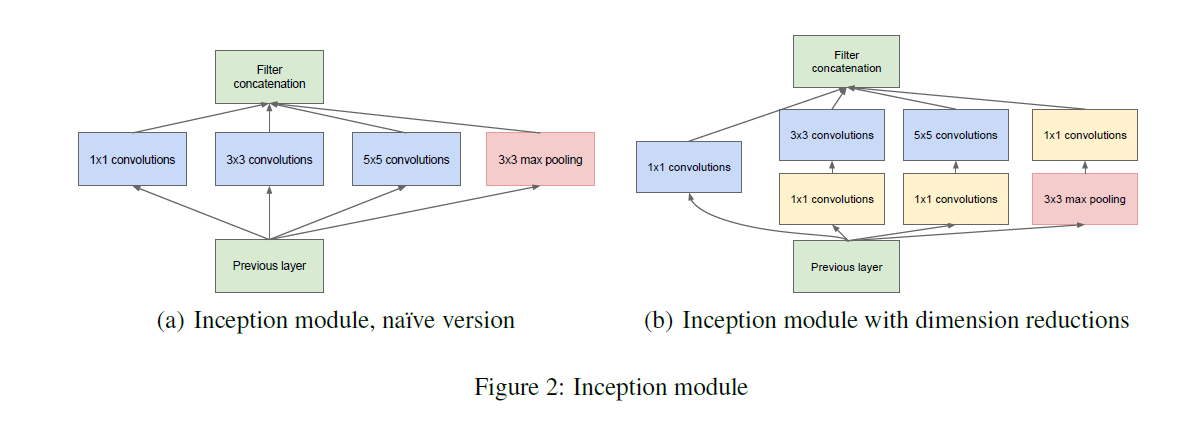 Filter
concatenation
1x1 convolutions
3x3 convolutions
5x5 convolutions
3x3 max pooling
Previous layer
(a) Inception module, naïve version
Filter
concatenation
3x3 convolutions
5x5 convolutions
1x1 convolutions
1x1 convolutions
1x1 convolutions
1x1 convolutions
3x3 max pooling
Previous layer
(b) Inception module with dimension reductions
Figure 2: Inception module